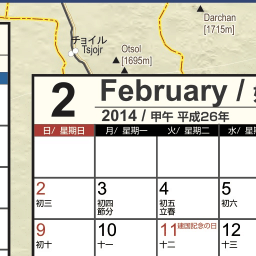 Darchan
[1715m]
チョイル
Tsjojr
Otsol
[1695m]
2
February /
2014 / 甲午 平成26年
日/ 星期日 月/ 星期一 火/ 星期二 水/ 星
2 3 4 5
初三 初四 初五 初六
節分 立春
9 10 11 建国記念の日 12
初十 十一 十二 十三